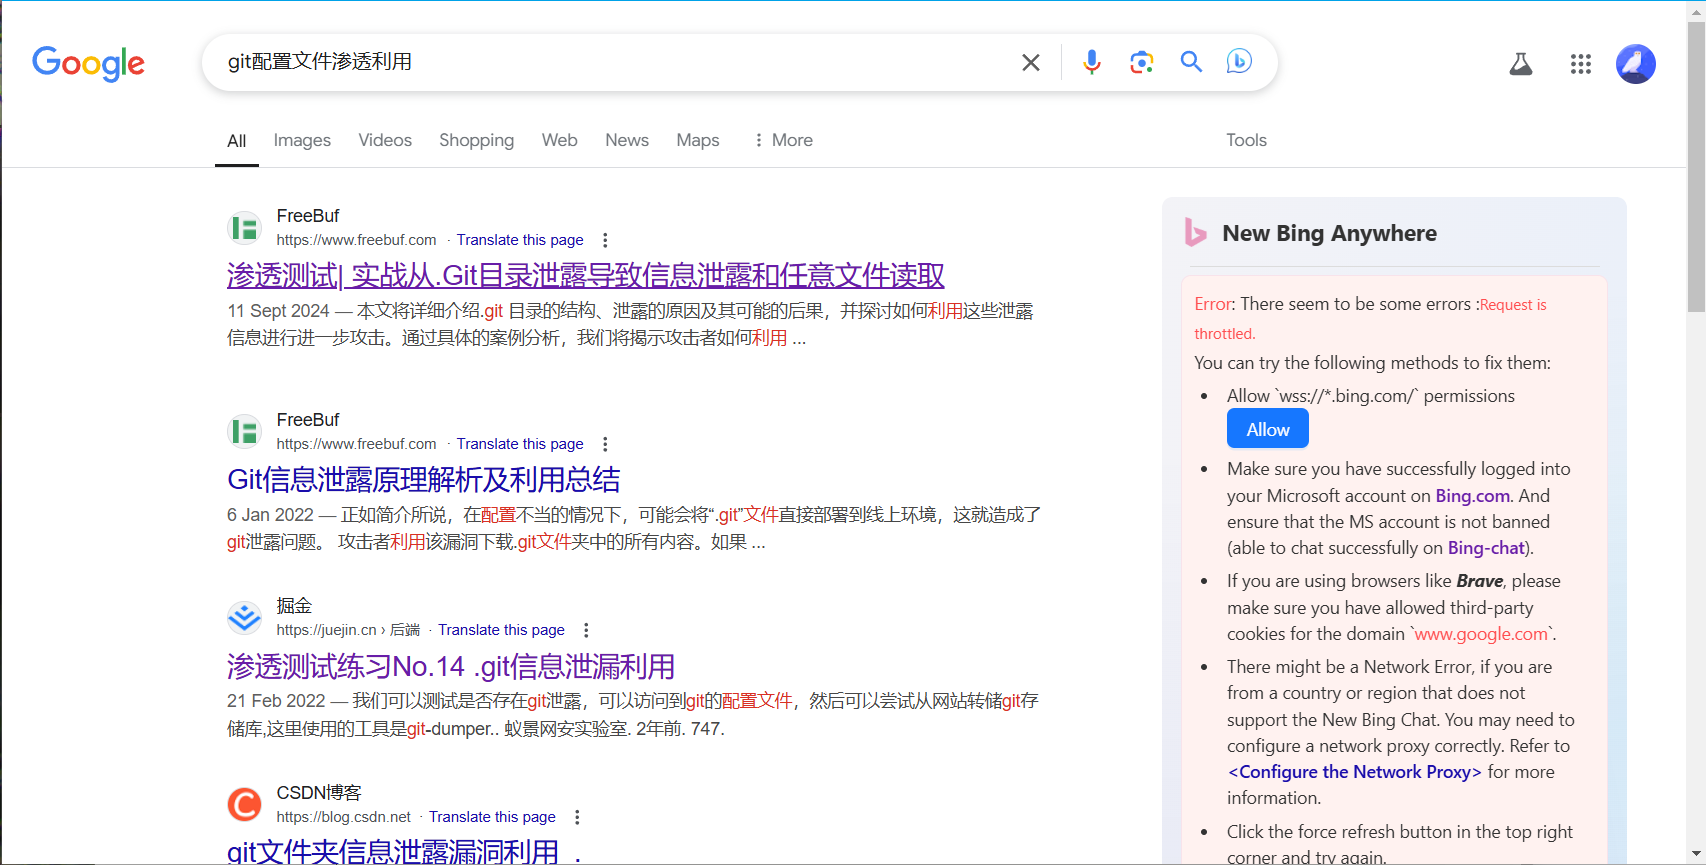 Google
git配置文件渗透利用
All Images Videos Shopping Web News Maps More Tools
FreeBuf
https://www.freebuf.com · Translate this page
渗透测试| 实战从.Git目录泄露导致信息泄露和任意文件读取
11 Sept 2024 — 本文将详细介绍.git 目录的结构、泄露的原因及其可能的后果，并探讨如何利用这些泄露
信息进行进一步攻击。通过具体的案例分析，我们将揭示攻击者如何利用 ...
FreeBuf
https://www.freebuf.com · Translate this page
Git信息泄露原理解析及利用总结
6 Jan 2022 — 正如简介所说，在配置不当的情况下，可能会将“.git”文件直接部署到线上环境，这就造成了
git泄露问题。 攻击者利用该漏洞下载.git文件夹中的所有内容。如果 ...
掘金
https://juejin.cn › 后端 · Translate this page
渗透测试练习No.14 .git信息泄漏利用
21 Feb 2022 — 我们可以测试是否存在git泄露，可以访问到git的配置文件，然后可以尝试从网站转储git存
储库,这里使用的工具是git-dumper.. 蚁景网安实验室. 2年前. 747.
CSDN博客
https://blog.csdn.net · Translate this page
git文件夹信息泄露漏洞利用 .
New Bing Anywhere
Error: There seem to be some errors :Request is
throttled.
You can try the following methods to fix them:
Allow `wss://*.bing.com/` permissions
Allow
Make sure you have successfully logged into
your Microsoft account on Bing.com. And
ensure that the MS account is not banned
(able to chat successfully on Bing-chat).
If you are using browsers like Brave, please
make sure you have allowed third-party
cookies for the domain `www.google.com`.
There might be a Network Error, if you are
from a country or region that does not
support the New Bing Chat. You may need to
configure a network proxy correctly. Refer to
<Configure the Network Proxy> for more
information.
Click the force refresh button in the top right
corner and try again.